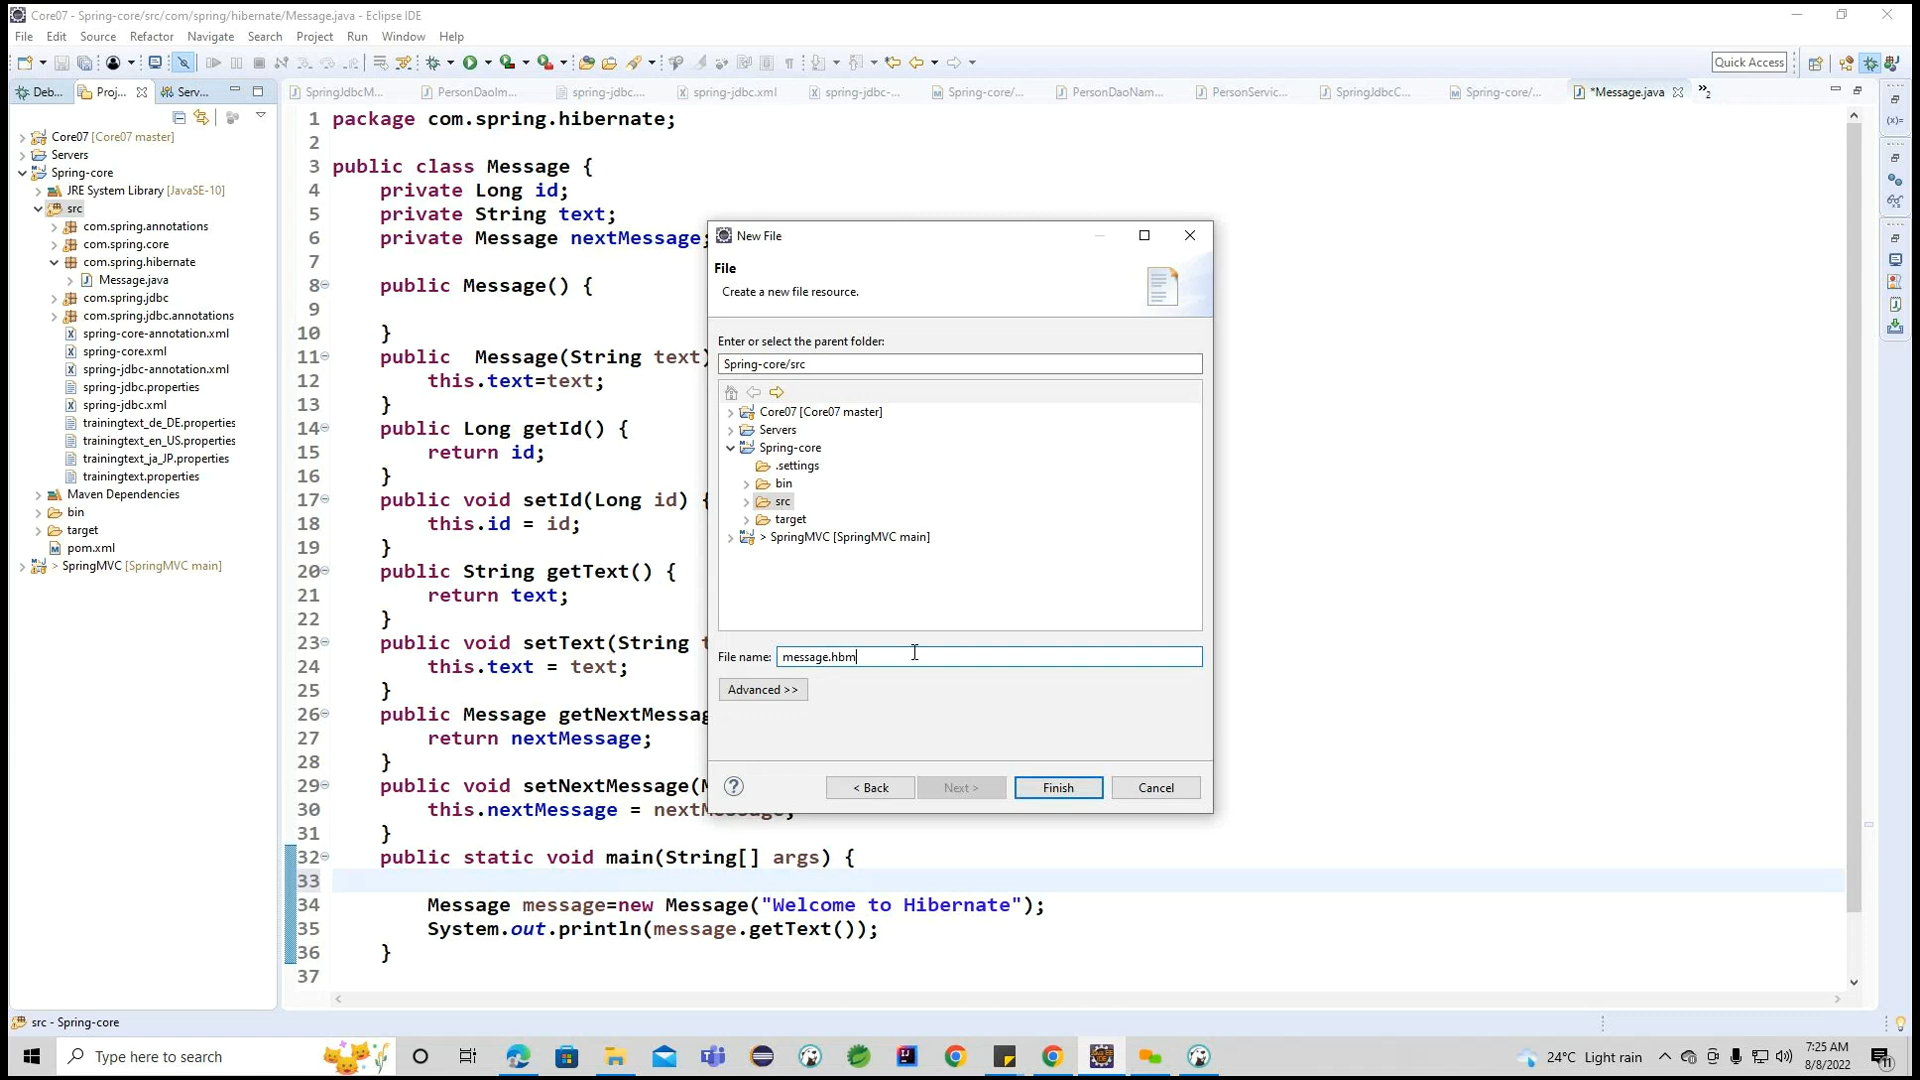 Core07 - Spring-core/src/com/spring/hibernate/Message.java - Eclipse IDE
File Edit Source Refactor Navigate Search Project Run Window Help
Quick Access
Deb... Proj... Serv...
SpringJdbcM... PersonDaoIm... spring-jdbc.... spring-jdbc.xml spring-jdbc-... Spring-core/... PersonDaoNam... PersonServic... SpringJdbcC... Spring-core/... *Message.java »2
Core07 [Core07 master]
Servers
Spring-core
JRE System Library [JavaSE-10]
src
com.spring.annotations
com.spring.core
com.spring.hibernate
Message.java
com.spring.jdbc
com.spring.jdbc.annotations
spring-core-annotation.xml
spring-core.xml
spring-jdbc-annotation.xml
spring-jdbc.properties
spring-jdbc.xml
trainingtext_de_DE.properties
trainingtext_en_US.properties
trainingtext_ja_JP.properties
trainingtext.properties
Maven Dependencies
bin
target
pom.xml
> SpringMVC [SpringMVC main]
1 package com.spring.hibernate;
2
3 public class Message {
4 private Long id;
5 private String text;
6 private Message nextMessage;
7
8 public Message() {
9
10 }
11 public Message(String text)
12 this.text=text;
13 }
14 public Long getId() {
15 return id;
16 }
17 public void setId(Long id) {
18 this.id = id;
19 }
20 public String getText() {
21 return text;
22 }
23 public void setText(String t
24 this.text = text;
25 }
26 public Message getNextMessag
27 return nextMessage;
28 }
29 public void setNextMessage(M
30 this.nextMessage = nextMessage;
31 }
32 public static void main(String[] args) {
33
34 Message message=new Message("Welcome to Hibernate");
35 System.out.println(message.getText());
36 }
37
New File
File
Create a new file resource.
Enter or select the parent folder:
Spring-core/src
Core07 [Core07 master]
Servers
Spring-core
.settings
bin
src
target
> SpringMVC [SpringMVC main]
File name: message.hbm
Advanced >>
< Back Next > Finish Cancel
src - Spring-core
Type here to search
24°C Light rain
7:25 AM
8/8/2022
11